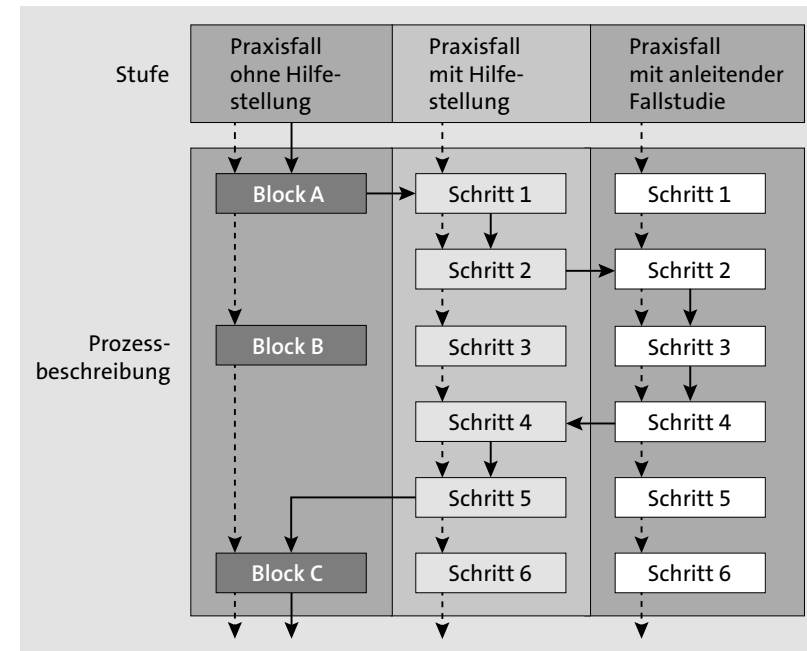 Stufe
Praxisfall
ohne Hilfe-
stellung
Praxisfall
mit Hilfe-
stellung
Praxisfall
mit anleitender
Fallstudie
Prozess-
beschreibung
Block A
Schritt 1
Schritt 1
Schritt 2
Schritt 2
Block B
Schritt 3
Schritt 3
Schritt 4
Schritt 4
Schritt 5
Schritt 5
Block C
Schritt 6
Schritt 6